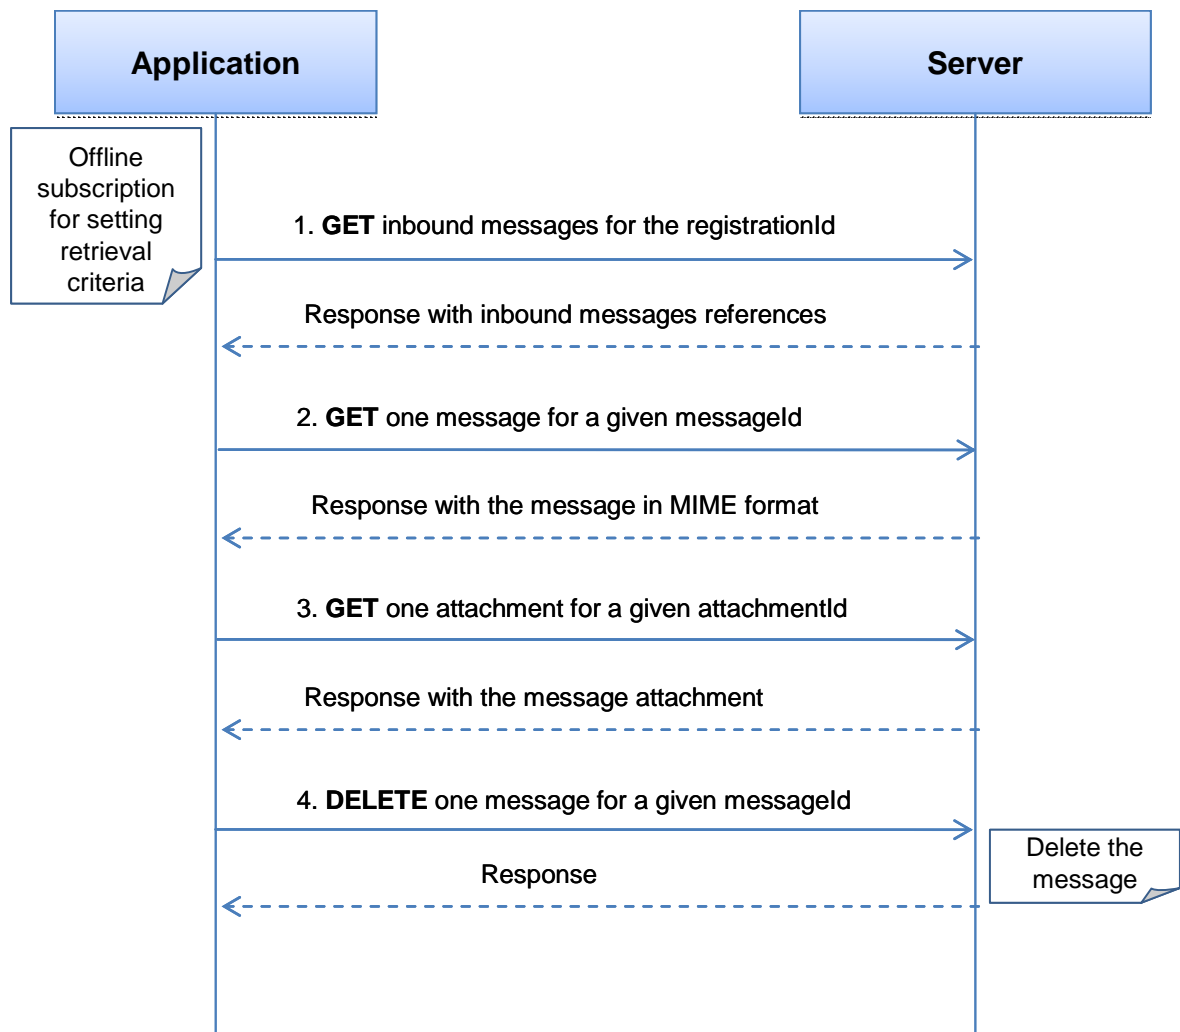 Application
Server
Offline
subscription
for setting
retrieval
criteria
1. GET inbound messages for the registrationId
Response with inbound messages references
2. GET one message for a given messageId
Response with the message in MIME format
3. GET one attachment for a given attachmentId
Response with the message attachment
4. DELETE one message for a given messageId
Delete the
message
Response